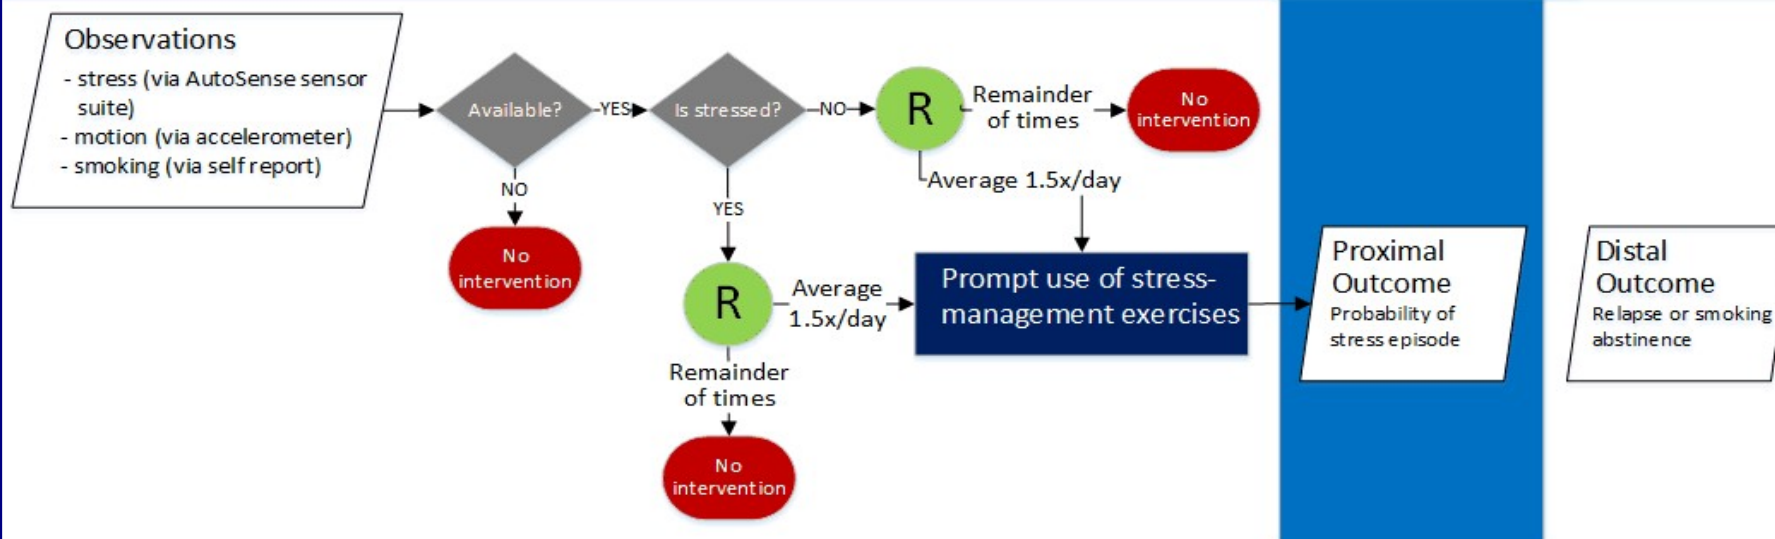 Observations
- stress (via AutoSense sensor
suite)
- motion (via accelerometer)
- smoking (via self report)
Available?
YES
Is stressed?
NO
R
Remainder
of times
No
intervention
Average 1.5x/day
NO
No
intervention
YES
R
Average
1.5x/day
Prompt use of stress-
management exercises
Remainder
of times
No
intervention
Proximal
Outcome
Probability of
stress episode
Distal
Outcome
Relapse or smoking
abstinence